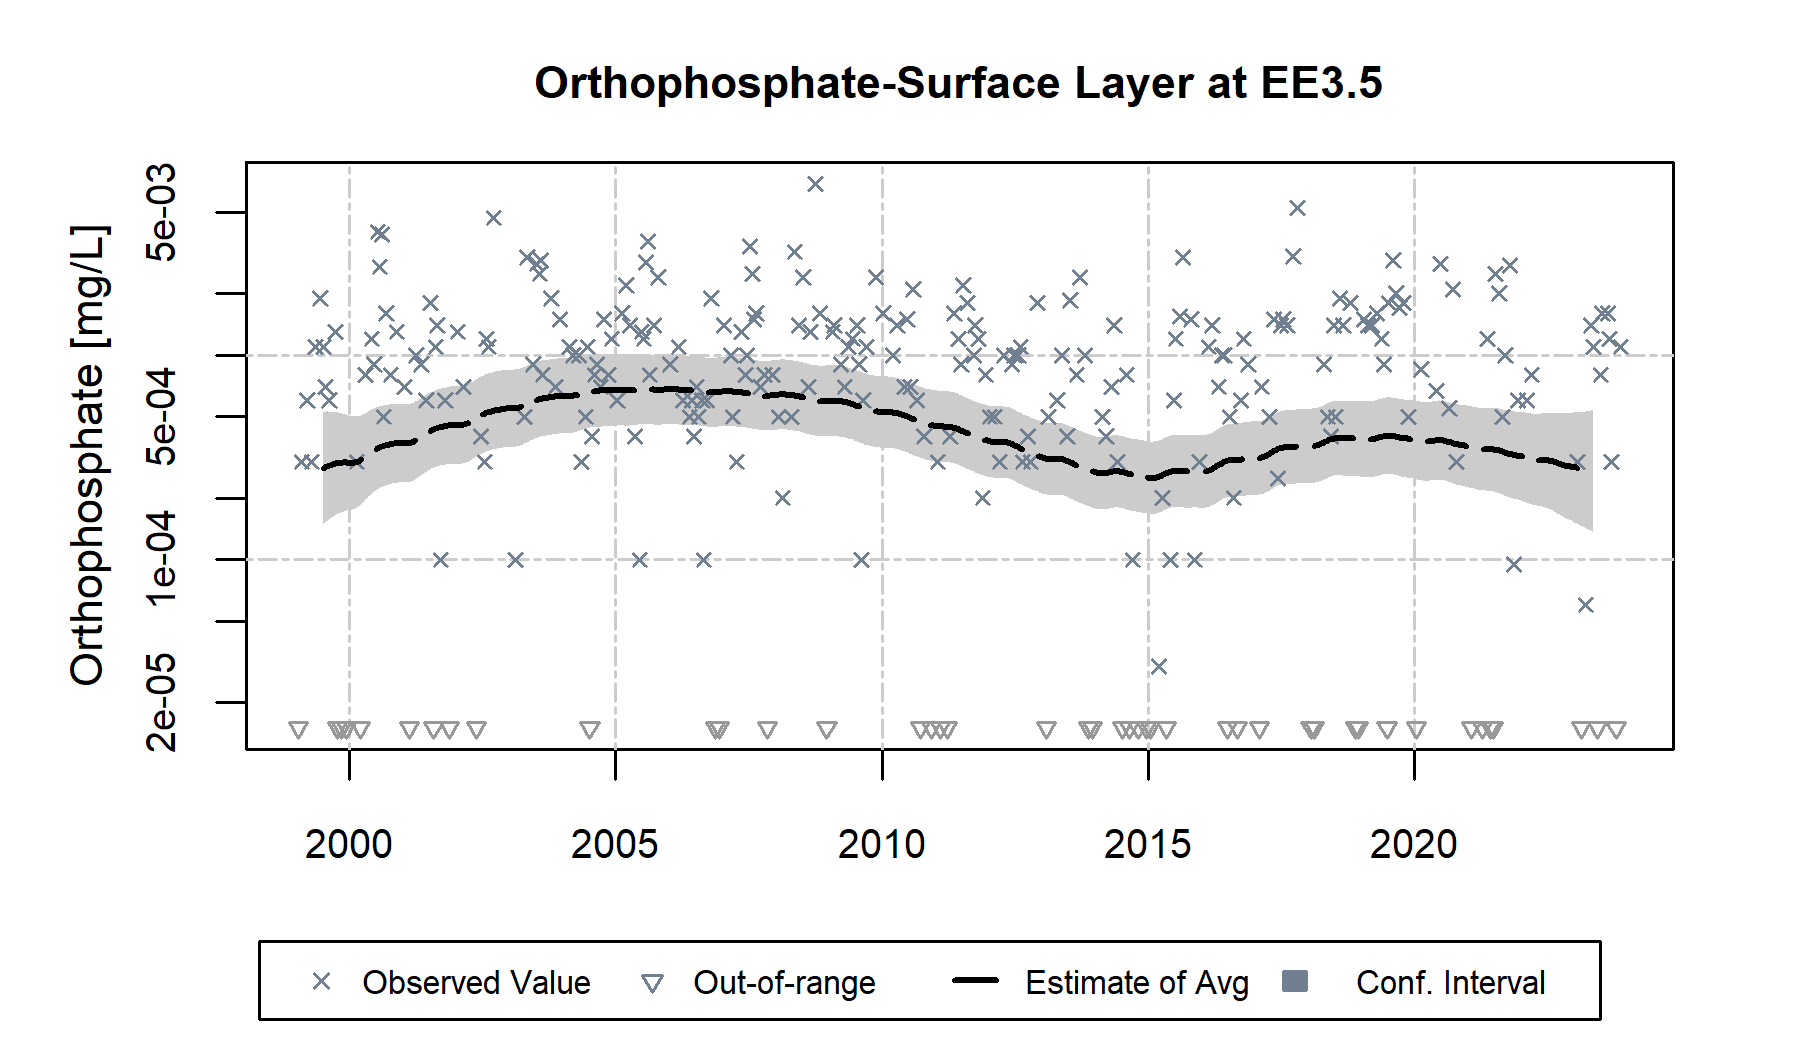 Orthophosphate-Surface Layer at EE3.5
Orthophosphate [mg/L]
5e-03
5e-04
1e-04
2e-05
2000 2005 2010 2015 2020
Observed Value Out-of-range Estimate of Avg Conf. Interval